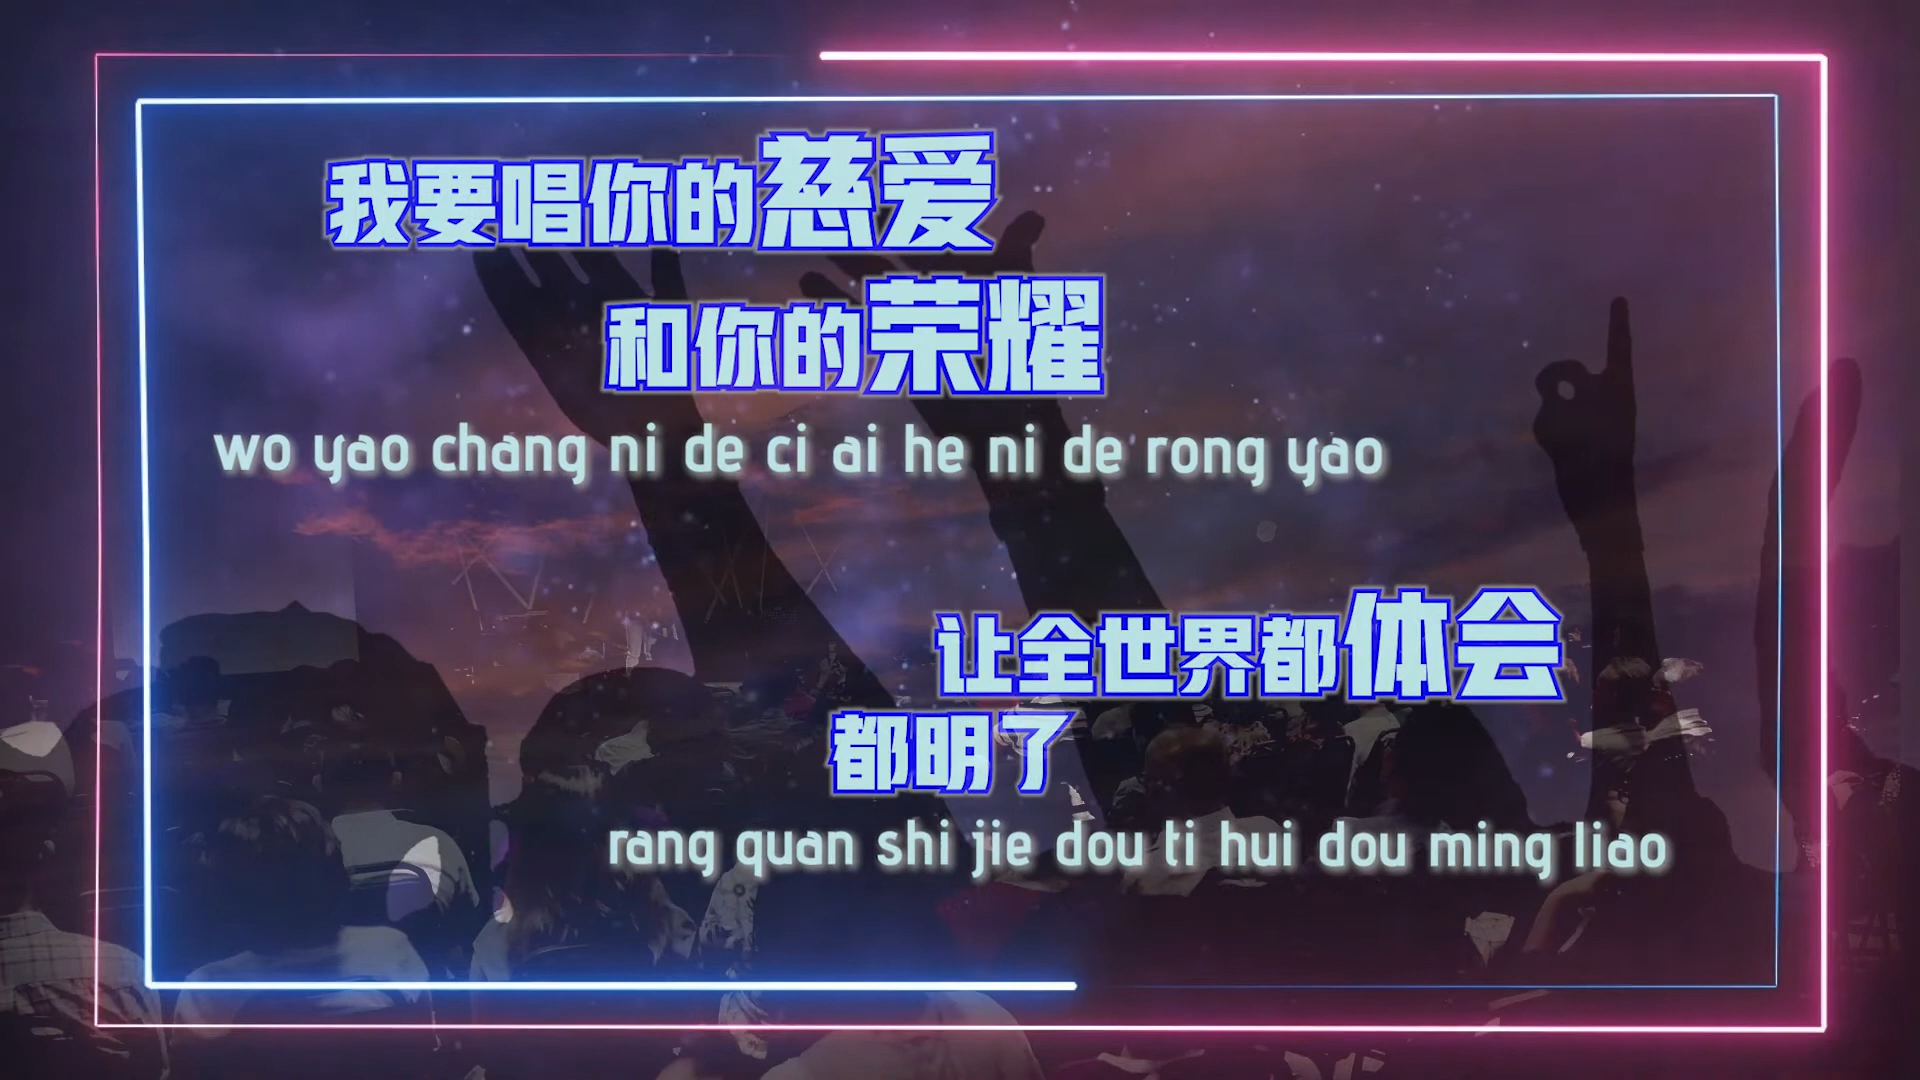 我要唱你的慈爱
和你的荣耀
wo yao chang ni de ci ai he ni de rong yao
让全世界都体会
都明了
rang quan shi jie dou ti hui dou ming liao